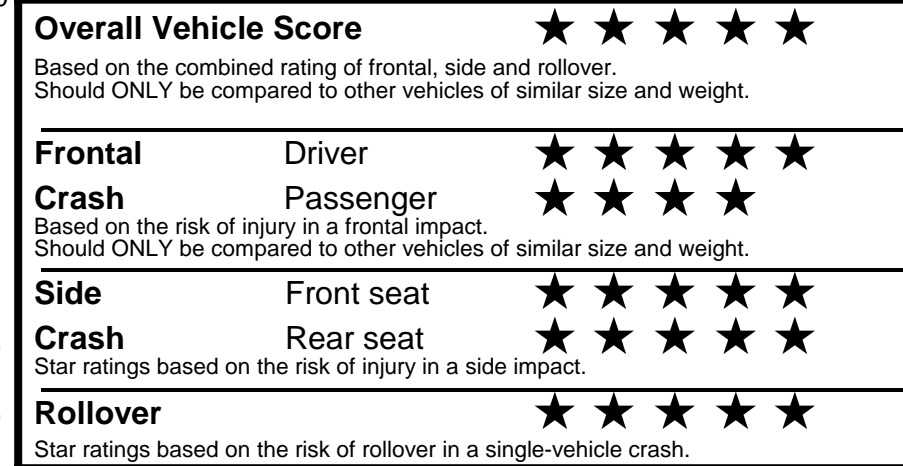 Overall Vehicle Score ★ ★ ★ ★ ★
Based on the combined rating of frontal, side and rollover.
Should ONLY be compared to other vehicles of similar size and weight.
Frontal Driver ★ ★ ★ ★ ★
Crash Passenger ★ ★ ★ ★
Based on the risk of injury in a frontal impact.
Should ONLY be compared to other vehicles of similar size and weight.
Side Front seat ★ ★ ★ ★ ★
Crash Rear seat ★ ★ ★ ★ ★
Star ratings based on the risk of injury in a side impact.
Rollover ★ ★ ★ ★ ★
Star ratings based on the risk of rollover in a single-vehicle crash.